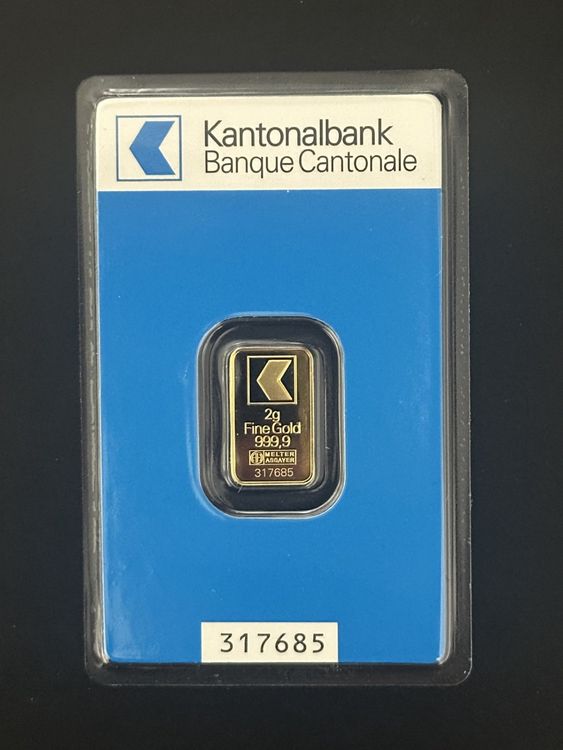 Kantonalbank
Banque Cantonale
2g
Fine Gold
999,9
MELTER
ASSAYER
317685
317685